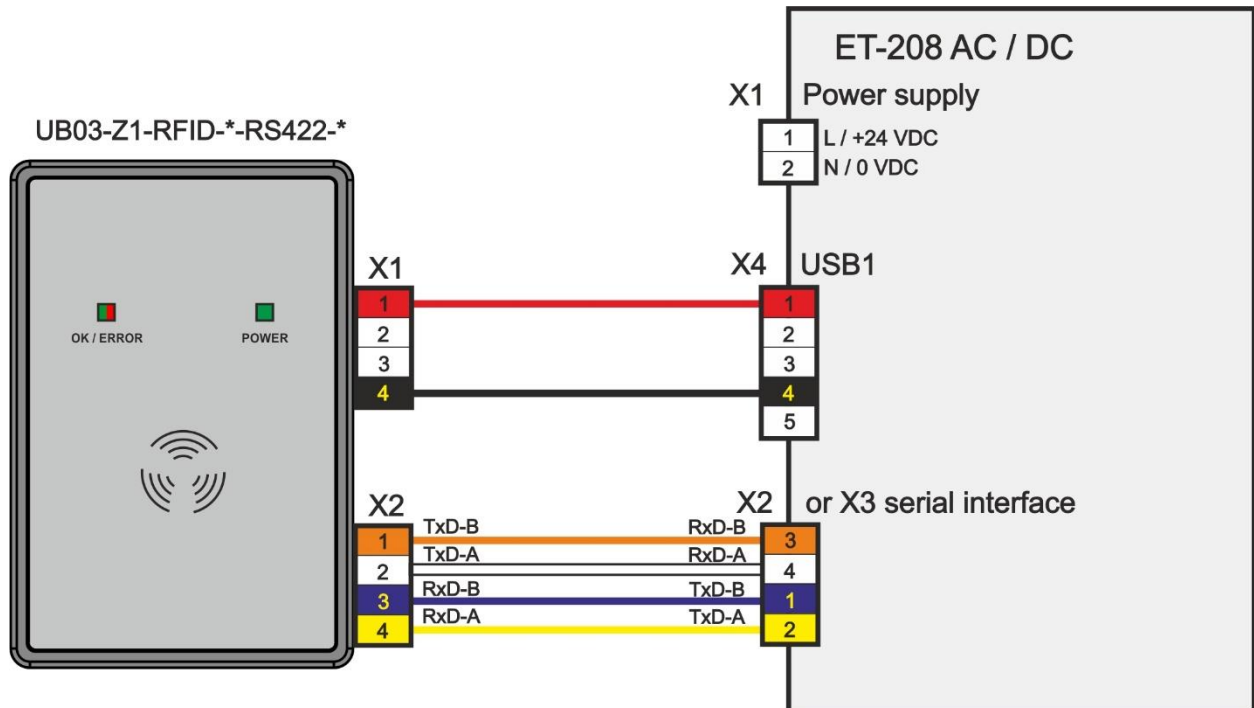 ET-208 AC / DC
X1 Power supply
1 L / +24 VDC
2 N / 0 VDC
UB03-Z1-RFID-*-RS422-*
OK / ERROR
POWER
X1
1
2
3
4
X4 USB1
1
2
3
4
5
X2
1 TxD-B
2 TxD-A
3 RxD-B
4 RxD-A
X2 or X3 serial interface
RxD-B 3
RxD-A 4
TxD-B 1
TxD-A 2